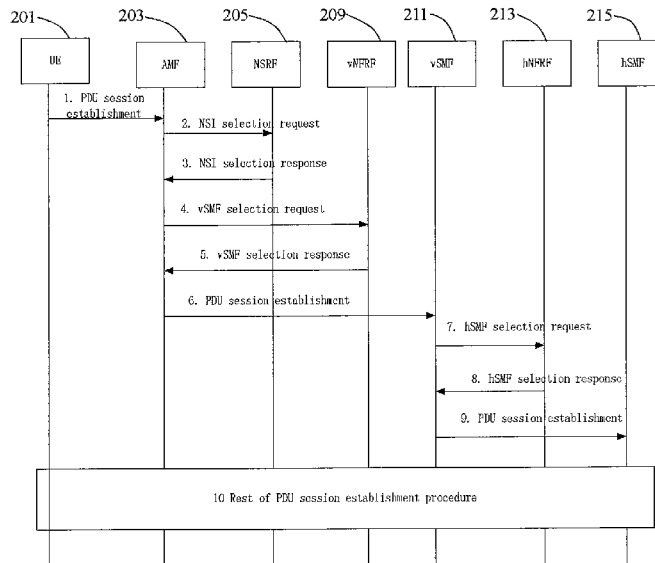 201
203
205
209
211
213
215
UE
AMF
NSRF
vNFRF
vSMF
hNFRF
hSMF
1. PDU session
establishment
2. NSI selection request
3. NSI selection response
4. vSMF selection request
5. vSMF selection response
6. PDU session establishment
7. hSMF selection request
8. hSMF selection response
9. PDU session establishment
10 Rest of PDU session establishment procedure